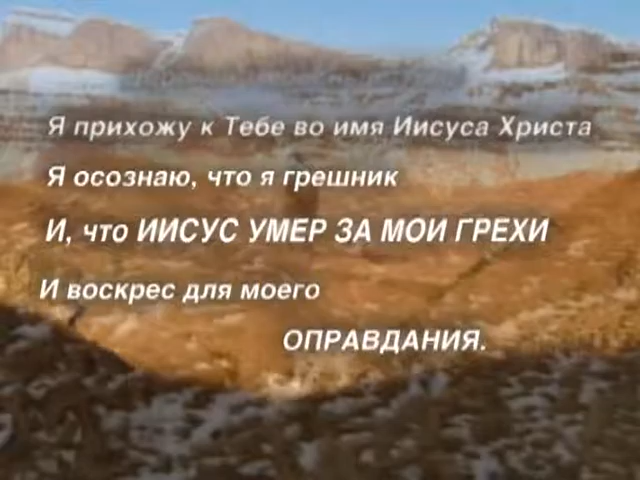 Я прихожу к Тебе во имя Иисуса Христа
Я осознаю, что я грешник
И, что ИИСУС УМЕР ЗА МОИ ГРЕХИ
И воскрес для моего
ОПРАВДАНИЯ.